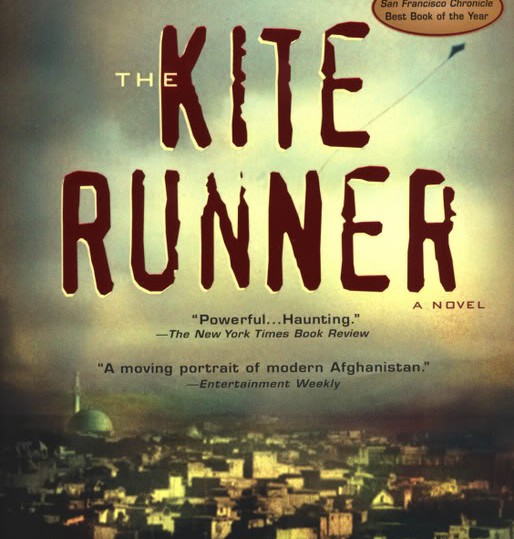 San Francisco Chronicle
Best Book of the Year
THE KITE
RUNNER
A NOVEL
“Powerful...Haunting.”
—The New York Times Book Review
“A moving portrait of modern Afghanistan.”
—Entertainment Weekly